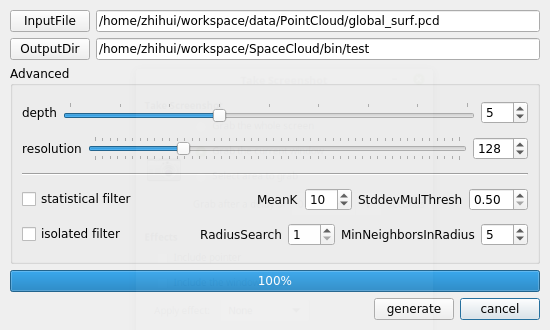 InputFile /home/zhihui/workspace/data/PointCloud/global_surf.pcd
OutputDir /home/zhihui/workspace/SpaceCloud/bin/test
Advanced
depth 5
resolution 128
statistical filter MeanK 10 StddevMulThresh 0.50
isolated filter RadiusSearch 1 MinNeighborsInRadius 5
100%
generate cancel